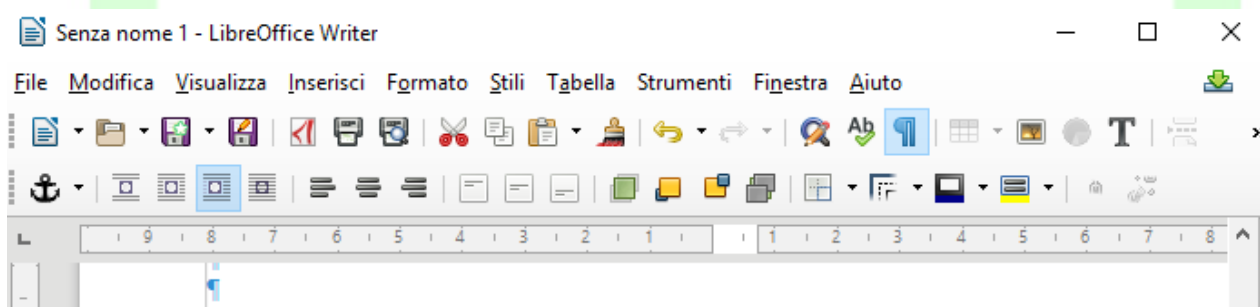 Senza nome 1 - LibreOffice Writer
File Modifica Visualizza Inserisci Formato Stili Tabella Strumenti Finestra Aiuto
Ab T
9 8 7 6 5 4 3 2 1 1 2 3 4 5 6 7 8
¶